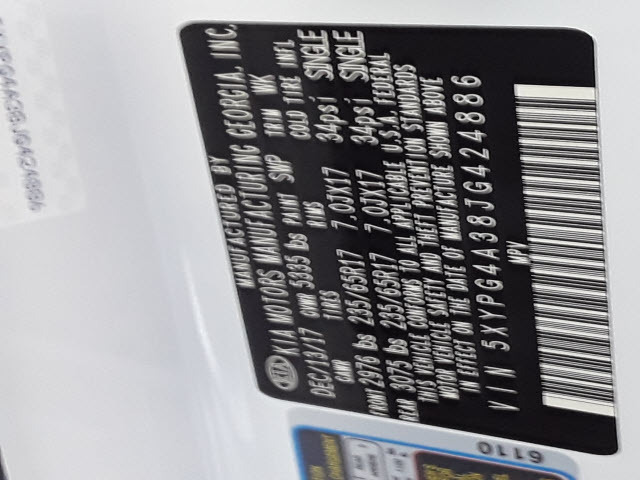 MANUFACTURED BY
KIA MOTORS MANUFACTURING GEORGIA, INC.
DEC/13/17 GVWR 5335 lbs PAINT SWP TRIM WK
GAWR TIRES RIMS COLD TIRE INFL
FRONT 2976 lbs 235/65R17 7.0JX17 34psi SINGLE
REAR 3075 lbs 235/65R17 7.0JX17 34psi SINGLE
THIS VEHICLE CONFORMS TO ALL APPLICABLE U.S.A. FEDERAL
MOTOR VEHICLE SAFETY AND THEFT PREVENTION STANDARDS
IN EFFECT ON THE DATE OF MANUFACTURE SHOWN ABOVE
VIN 5XYPG4A38JG424886
MPV
KIA
6110